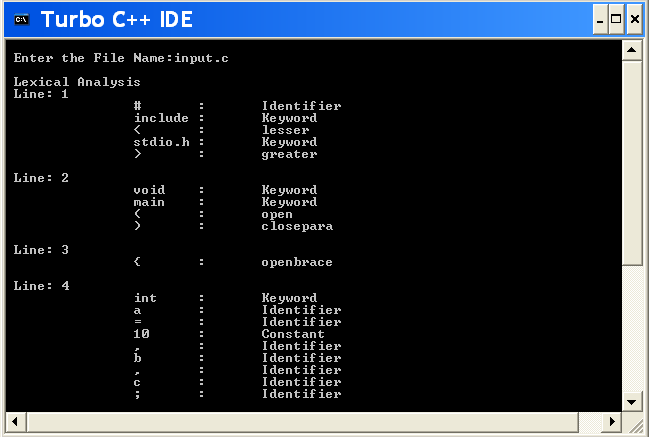 C:\ Turbo C++ IDE
Enter the File Name:input.c
Lexical Analysis
Line: 1
# : Identifier
include : Keyword
< : lesser
stdio.h : Keyword
> : greater
Line: 2
void : Keyword
main : Keyword
( : open
) : closepara
Line: 3
{ : openbrace
Line: 4
int : Keyword
a : Identifier
= : Identifier
10 : Constant
, : Identifier
b : Identifier
, : Identifier
c : Identifier
; : Identifier